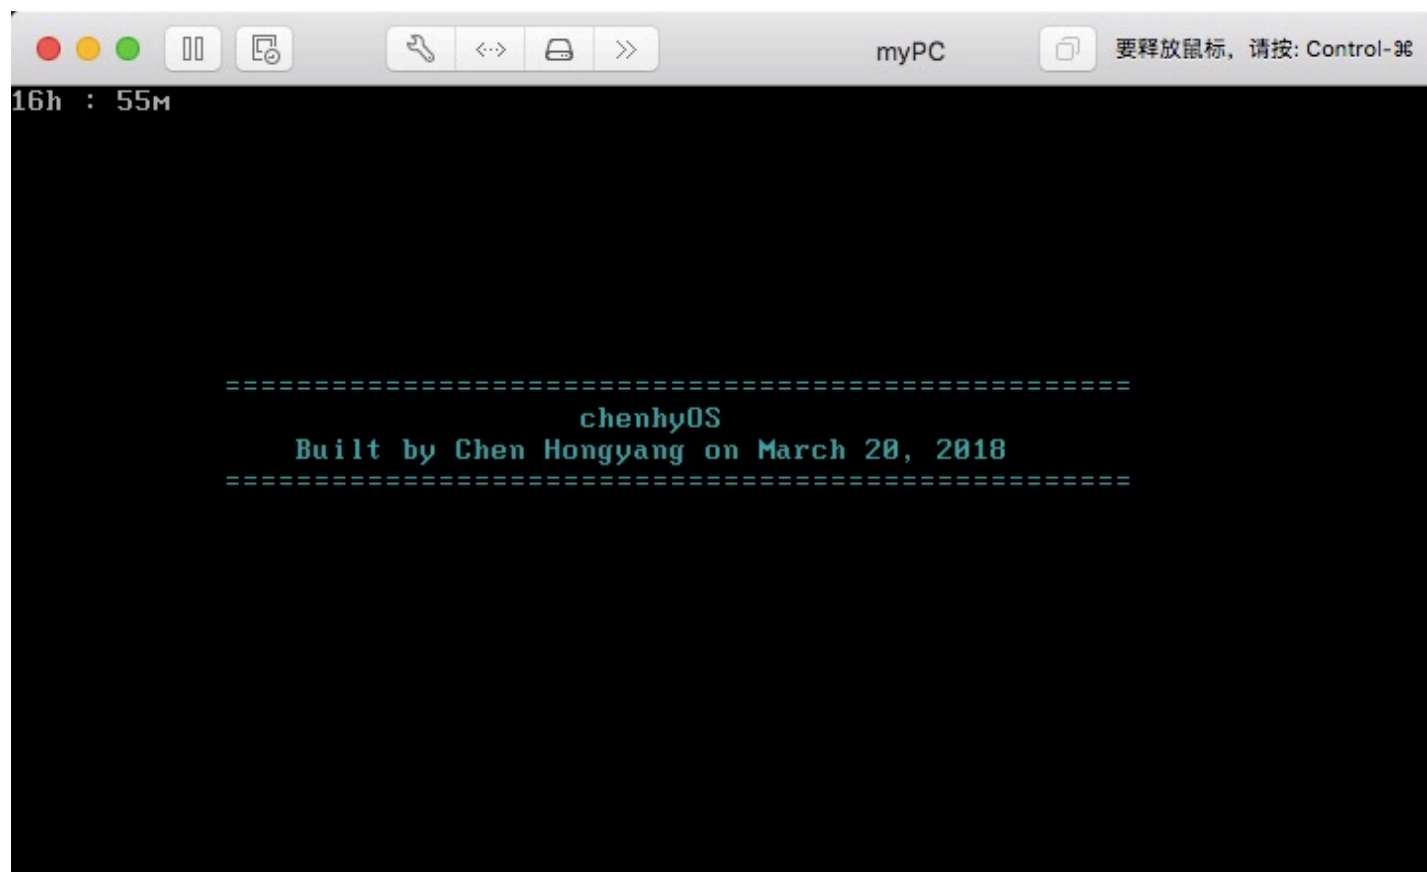 myPC
要释放鼠标，请按: Control-⌘
16h : 55m
===================================================
chenhyOS
Built by Chen Hongyang on March 20, 2018
===================================================